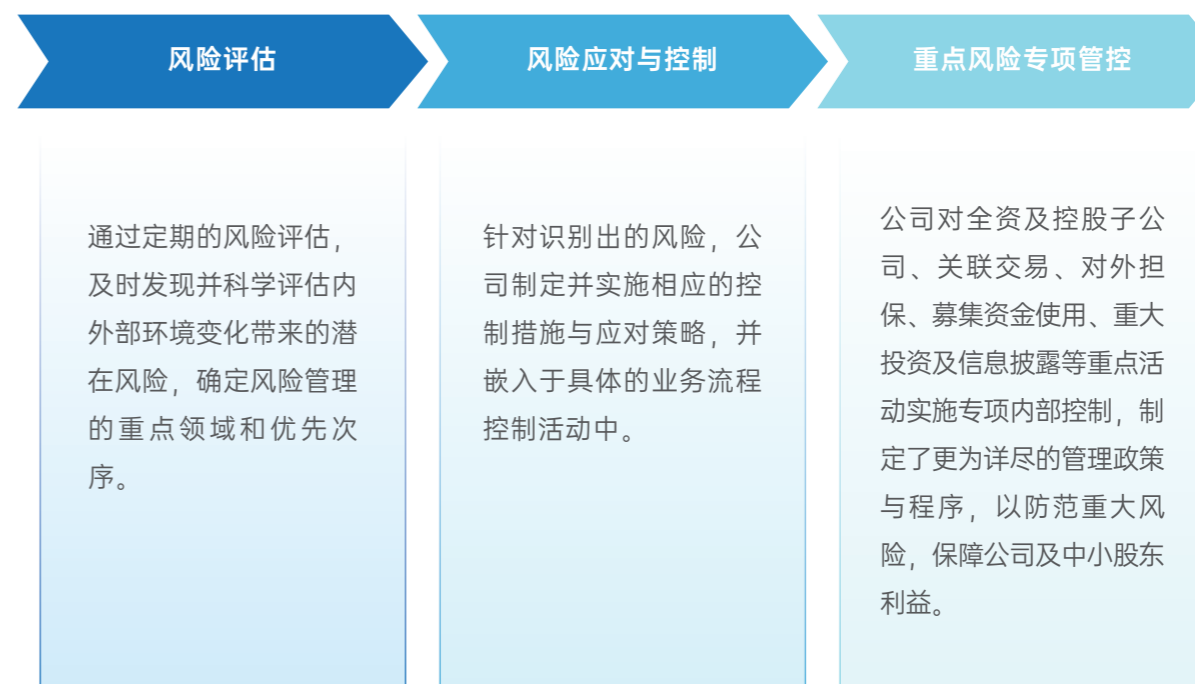 风险评估
通过定期的风险评估，
及时发现并科学评估内
外部环境变化带来的潜
在风险，确定风险管理
的重点领域和优先次
序。
风险应对与控制
针对识别出的风险，公
司制定并实施相应的控
制措施与应对策略，并
嵌入于具体的业务流程
控制活动中。
重点风险专项管控
公司对全资及控股子公
司、关联交易、对外担
保、募集资金使用、重大
投资及信息披露等重点活
动实施专项内部控制，制
定了更为详尽的管理政策
与程序，以防范重大风
险，保障公司及中小股东
利益。